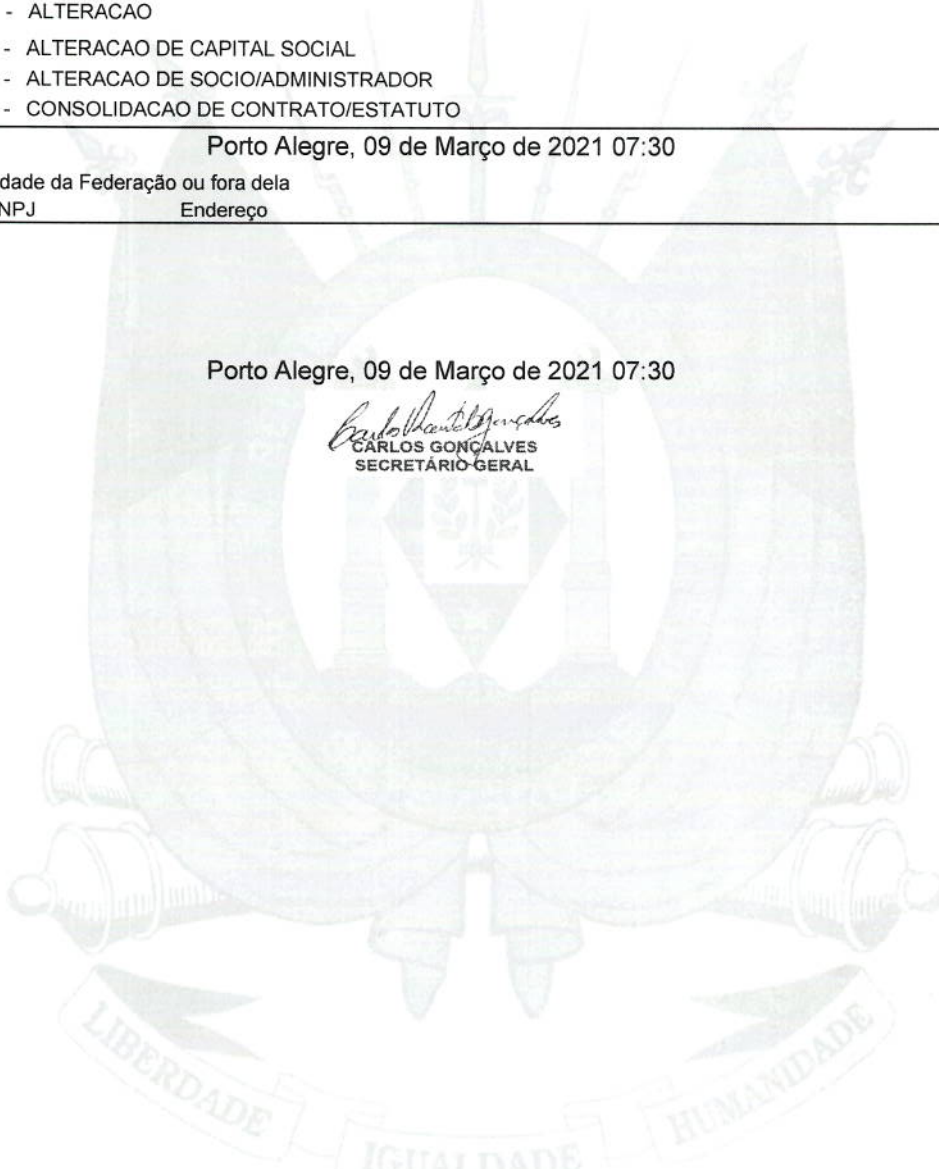 - ALTERACAO
- ALTERACAO DE CAPITAL SOCIAL
- ALTERACAO DE SOCIO/ADMINISTRADOR
- CONSOLIDACAO DE CONTRATO/ESTATUTO
Porto Alegre, 09 de Março de 2021 07:30
dade da Federação ou fora dela
NPJ Endereço
Porto Alegre, 09 de Março de 2021 07:30
CARLOS GONÇALVES
SECRETÁRIO GERAL
LIBERDADE IGUALDADE HUMANIDADE